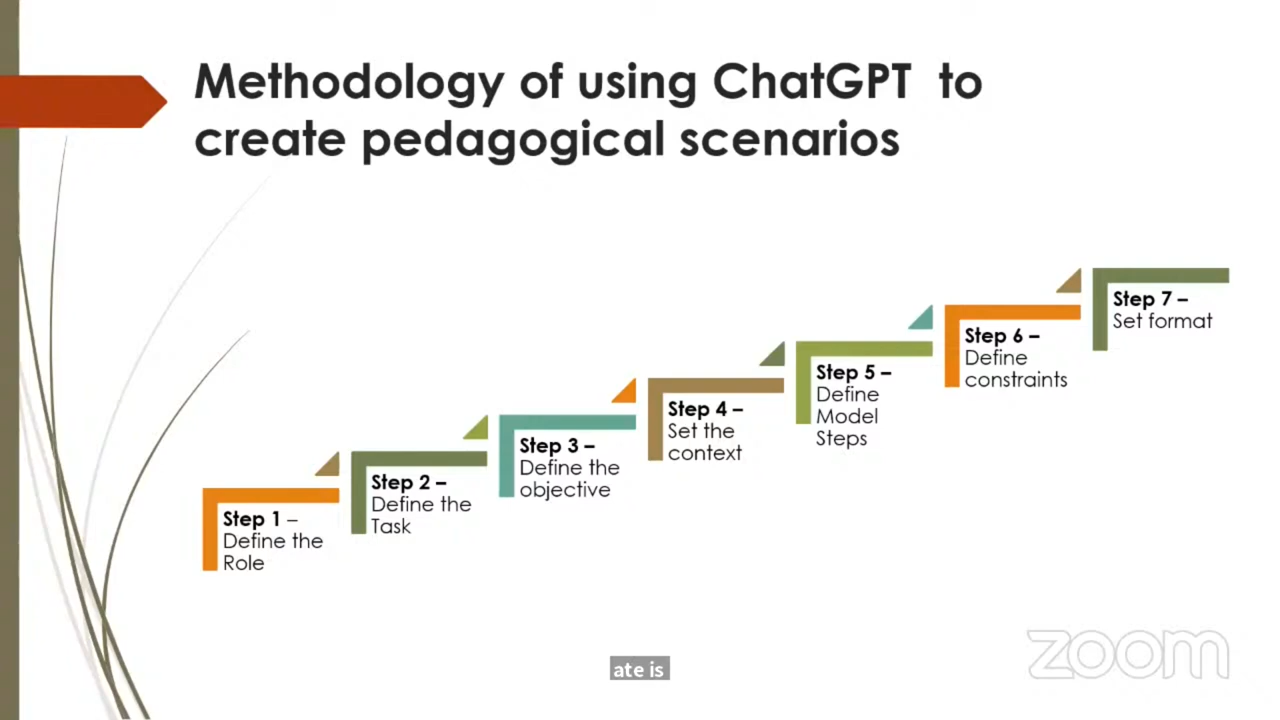 Methodology of using ChatGPT to
create pedagogical scenarios
Step 1 –
Define the
Role
Step 2 –
Define the
Task
Step 3 –
Define the
objective
Step 4 –
Set the
context
Step 5 –
Define
Model
Steps
Step 6 –
Define
constraints
Step 7 –
Set format
ate is
zoom